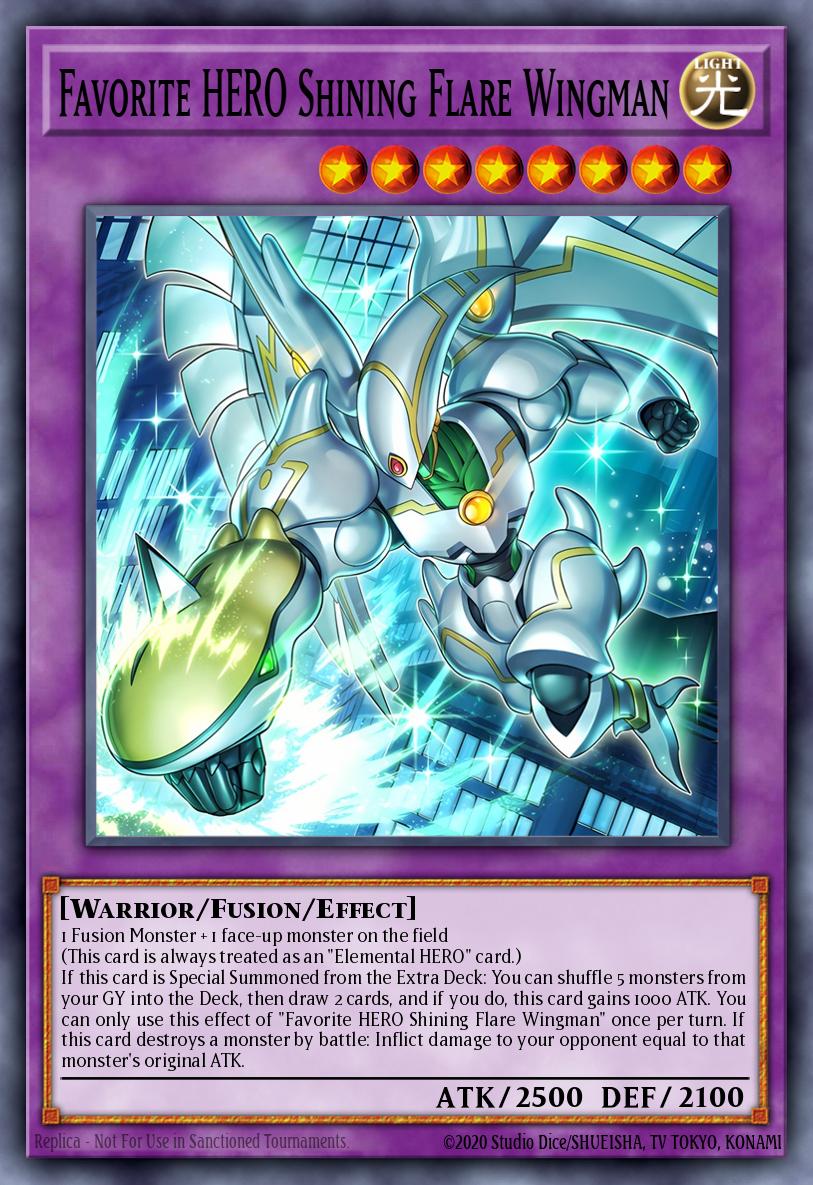 Favorite HERO Shining Flare Wingman
LIGHT
光
[Warrior/Fusion/Effect]
1 Fusion Monster + 1 face-up monster on the field
(This card is always treated as an "Elemental HERO" card.)
If this card is Special Summoned from the Extra Deck: You can shuffle 5 monsters from
your GY into the Deck, then draw 2 cards, and if you do, this card gains 1000 ATK. You
can only use this effect of "Favorite HERO Shining Flare Wingman" once per turn. If
this card destroys a monster by battle: Inflict damage to your opponent equal to that
monster's original ATK.
ATK/2500 DEF/2100
Replica - Not For Use in Sanctioned Tournaments.
©2020 Studio Dice/SHUEISHA, TV TOKYO, KONAMI